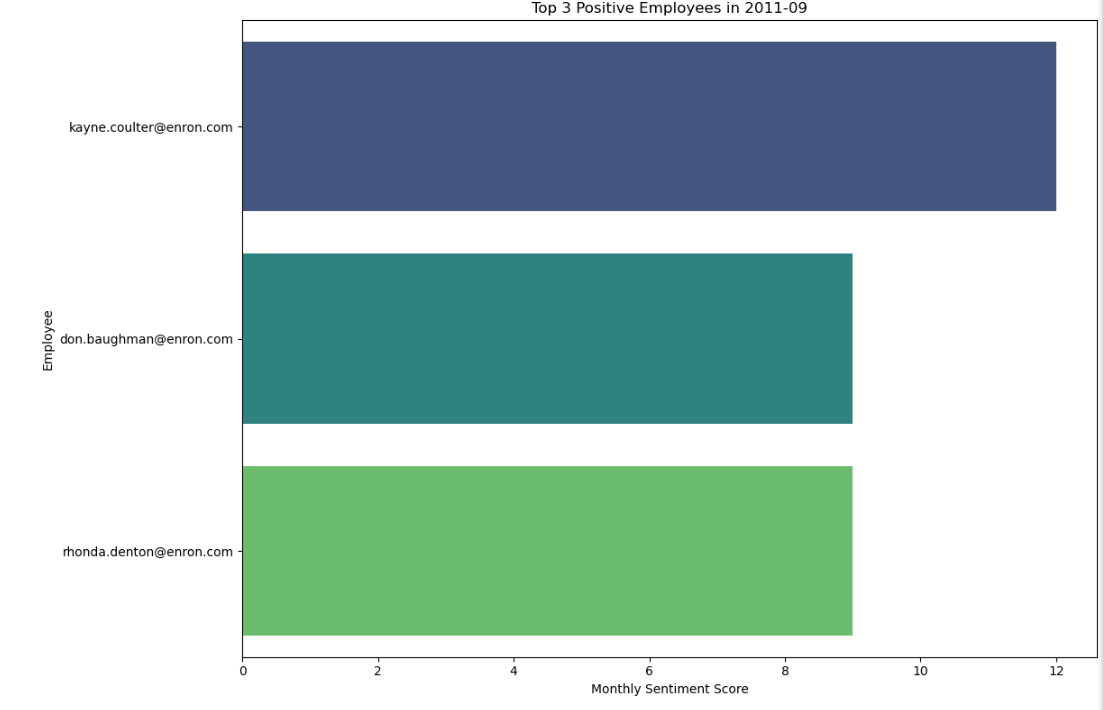 Top 3 Positive Employees in 2011-09
Employee
kayne.coulter@enron.com
don.baughman@enron.com
rhonda.denton@enron.com
0 2 4 6 8 10 12
Monthly Sentiment Score